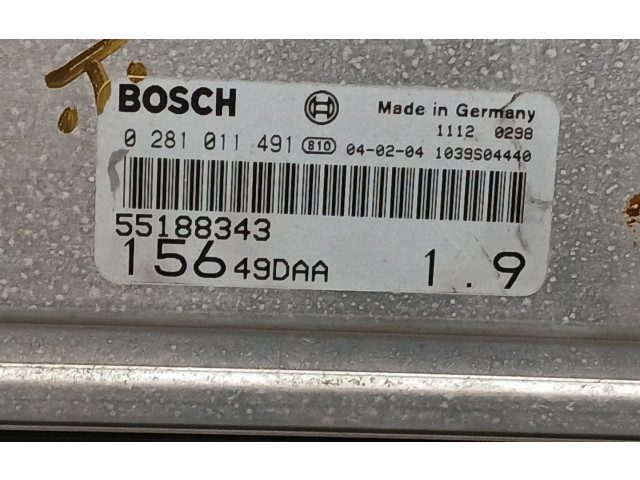 BOSCH
Made in Germany
1112 0298
0 281 011 491 810 04-02-04 1039S04440
55188343
156 49DAA 1.9